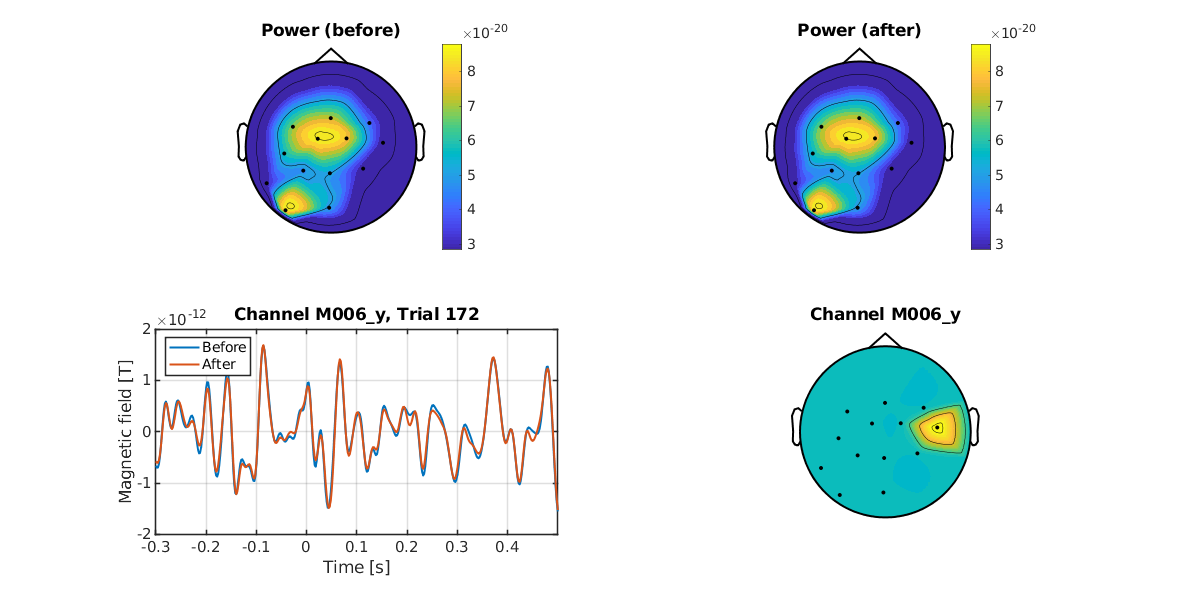 Power (before)
×10-20
8
7
6
5
4
3
Power (after)
×10-20
8
7
6
5
4
3
Channel M006_y, Trial 172
×10-12
2
1
0
-1
-2
Magnetic field [T]
Before
After
-0.3 -0.2 -0.1 0 0.1 0.2 0.3 0.4
Time [s]
Channel M006_y